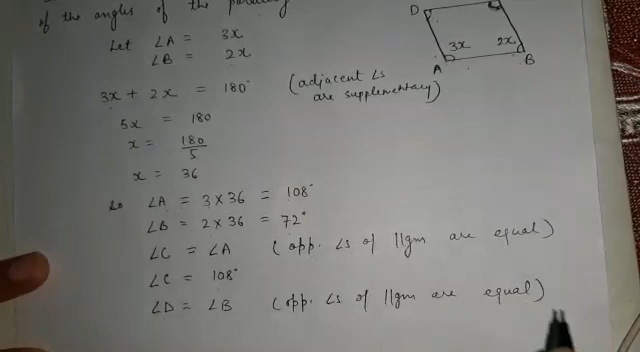 of the angles of the
Let ∠A = 3x
∠B = 2x
3x + 2x = 180° (adjacent ∠s are supplementary)
5x = 180
x = 180/5
x = 36
So ∠A = 3 × 36 = 108°
∠B = 2 × 36 = 72°
∠C = ∠A (opp. ∠s of llgm are equal)
∠C = 108°
∠D = ∠B (opp. ∠s of llgm are equal)
D
3x 2x
A B